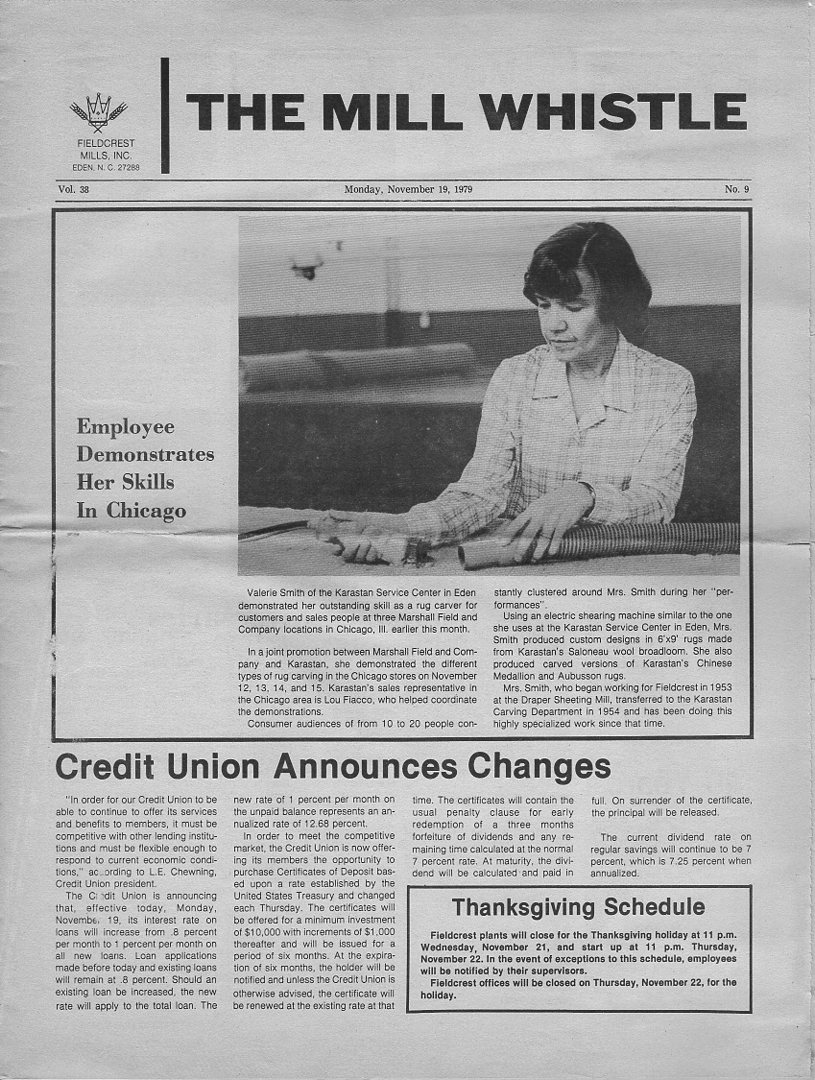 FIELDCREST
MILLS, INC.
EDEN, N. C. 27288
THE MILL WHISTLE
Vol. 38
Monday, November 19, 1979
No. 9
Employee
Demonstrates
Her Skills
In Chicago
Valerie Smith of the Karastan Service Center in Eden
demonstrated her outstanding skill as a rug carver for
customers and sales people at three Marshall Field and
Company locations in Chicago, Ill. earlier this month.
In a joint promotion between Marshall Field and Com-
pany and Karastan, she demonstrated the different
types of rug carving in the Chicago stores on November
12, 13, 14, and 15. Karastan's sales representative in
the Chicago area is Lou Fiacco, who helped coordinate
the demonstrations.
Consumer audiences of from 10 to 20 people con-
stantly clustered around Mrs. Smith during her "per-
formances".
Using an electric shearing machine similar to the one
she uses at the Karastan Service Center in Eden, Mrs.
Smith produced custom designs in 6'x9' rugs made
from Karastan's Saloneau wool broadloom. She also
produced carved versions of Karastan's Chinese
Medallion and Aubusson rugs.
Mrs. Smith, who began working for Fieldcrest in 1953
at the Draper Sheeting Mill, transferred to the Karastan
Carving Department in 1954 and has been doing this
highly specialized work since that time.
Credit Union Announces Changes
"In order for our Credit Union to be
able to continue to offer its services
and benefits to members, it must be
competitive with other lending institu-
tions and must be flexible enough to
respond to current economic condi-
tions," according to L.E. Chewning,
Credit Union president.
The Credit Union is announcing
that, effective today, Monday,
November 19, its interest rate on
loans will increase from .8 percent
per month to 1 percent per month on
all new loans. Loan applications
made before today and existing loans
will remain at .8 percent. Should an
existing loan be increased, the new
rate will apply to the total loan. The
new rate of 1 percent per month on
the unpaid balance represents an an-
nualized rate of 12.68 percent.
In order to meet the competitive
market, the Credit Union is now offer-
ing its members the opportunity to
purchase Certificates of Deposit bas-
ed upon a rate established by the
United States Treasury and changed
each Thursday. The certificates will
be offered for a minimum investment
of $10,000 with increments of $1,000
thereafter and will be issued for a
period of six months. At the expira-
tion of six months, the holder will be
notified and unless the Credit Union is
otherwise advised, the certificate will
be renewed at the existing rate at that
time. The certificates will contain the
usual penalty clause for early
redemption of a three months
forfeiture of dividends and any re-
maining time calculated at the normal
7 percent rate. At maturity, the divi-
dend will be calculated and paid in
full. On surrender of the certificate,
the principal will be released.
The current dividend rate on
regular savings will continue to be 7
percent, which is 7.25 percent when
annualized.
Thanksgiving Schedule
Fieldcrest plants will close for the Thanksgiving holiday at 11 p.m.
Wednesday, November 21, and start up at 11 p.m. Thursday,
November 22. In the event of exceptions to this schedule, employees
will be notified by their supervisors.
Fieldcrest offices will be closed on Thursday, November 22, for the
holiday.